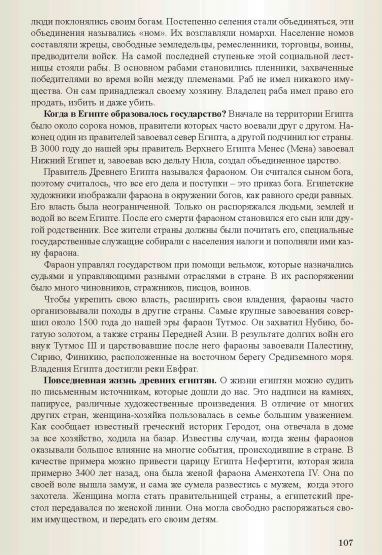 люди поклонялись своим богам. Постепенно селения стали объединяться, эти
объединения назывались «ном». Их возглавляли номархи. Население номов
составляли жрецы, свободные земледельцы, ремесленники, торговцы, воины,
предводители войск. На самой последней ступеньке этой социальной лест-
ницы стояли рабы. В основном рабами становились пленники, захваченные
победителями во время войн между племенами. Раб не имел никакого иму-
щества. Он сам принадлежал своему хозяину. Владелец раба имел право его
продать, избить и даже убить.
Когда в Египте образовалось государство? Вначале на территории Египта
было около сорока номов, правители которых часто воевали друг с другом. На-
конец один из правителей завоевал север Египта, а другой подчинил юг страны.
В 3000 году до нашей эры правитель Верхнего Египта Менес (Мена) завоевал
Нижний Египет и, завоевав всю дельту Нила, создал объединенное царство.
Правитель Древнего Египта назывался фараоном. Он считался сыном бога,
поэтому считалось, что все его дела и поступки – это приказ бога. Египетские
художники изображали фараона в окружении богов, как равного среди равных.
Его власть была неограниченной. Только он распоряжался людьми, землей и
водой во всем Египте. После его смерти фараоном становился его сын или дру-
гой родственник. Все жители страны должны были почитать его, специальные
государственные служащие собирали с населения налоги и пополняли ими каз-
ну фараона.
Фараон управлял государством при помощи вельмож, которые назначались
судьями и управляющими разными отраслями в стране. В их распоряжении
было много чиновников, стражников, писцов, воинов.
Чтобы укрепить свою власть, расширить свои владения, фараоны часто
организовывали походы в другие страны. Самые крупные завоевания совер-
шил около 1500 года до нашей эры фараон Тутмос. Он захватил Нубию, бо-
гатую золотом, а также страны Передней Азии. В результате долгих войн его
внук Тутмос III и царствовавшие после него фараоны завоевали Палестину,
Сирию, Финикию, расположенные на восточном берегу Средиземного моря.
Владения Египта достигли реки Евфрат.
Повседневная жизнь древних египтян. О жизни египтян можно судить
по письменным источникам, которые дошли до нас. Это надписи на камнях,
папирусе, различные художественные произведения. В отличие от многих
других стран, женщина-хозяйка пользовалась в семье большим уважением.
Как сообщает известный греческий историк Геродот, она отвечала в доме
за все хозяйство, ходила на базар. Известны случаи, когда жены фараонов
оказывали большое влияние на многие события, происходившие в стране. В
качестве примера можно привести царицу Египта Нефертити, которая жила
примерно 3400 лет назад, она была женой фараона Аменхотепа IV. Она по
своей воле вышла замуж, и сама же сумела развестись с мужем, когда этого
захотела. Женщина могла стать правительницей страны, а египетский пре-
стол передавался по женской линии. Она могла свободно распоряжаться сво-
им имуществом, и передать его своим детям.
107